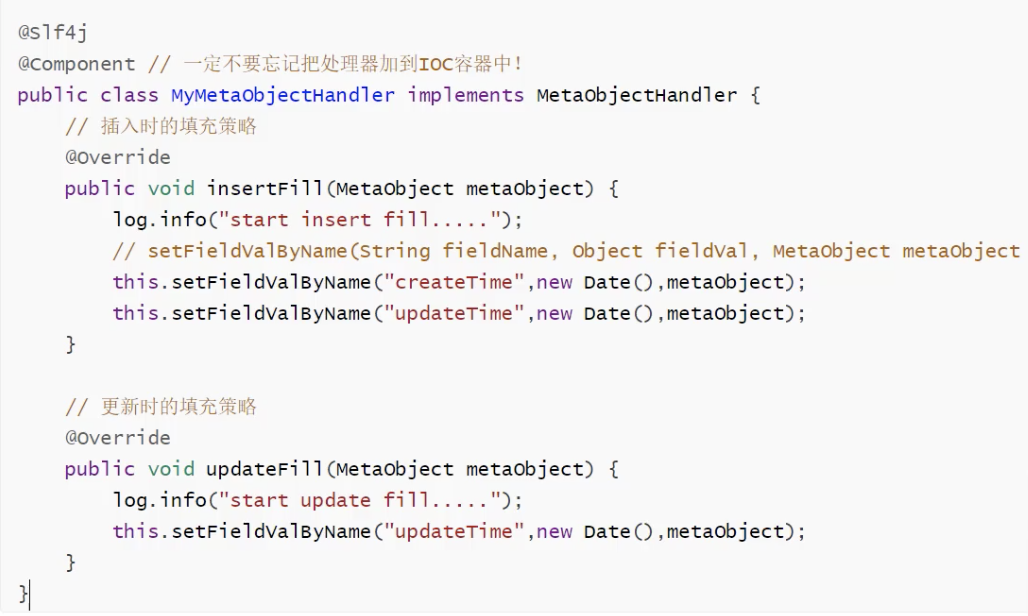 @Slf4j
@Component // 一定不要忘记把处理器加到IOC容器中!
public class MyMetaObjectHandler implements MetaObjectHandler {
    // 插入时的填充策略
    @Override
    public void insertFill(MetaObject metaObject) {
        log.info("start insert fill.....");
        // setFieldValByName(String fieldName, Object fieldVal, MetaObject metaObject
        this.setFieldValByName("createTime",new Date(),metaObject);
        this.setFieldValByName("updateTime",new Date(),metaObject);
    }
    // 更新时的填充策略
    @Override
    public void updateFill(MetaObject metaObject) {
        log.info("start update fill.....");
        this.setFieldValByName("updateTime",new Date(),metaObject);
    }
}